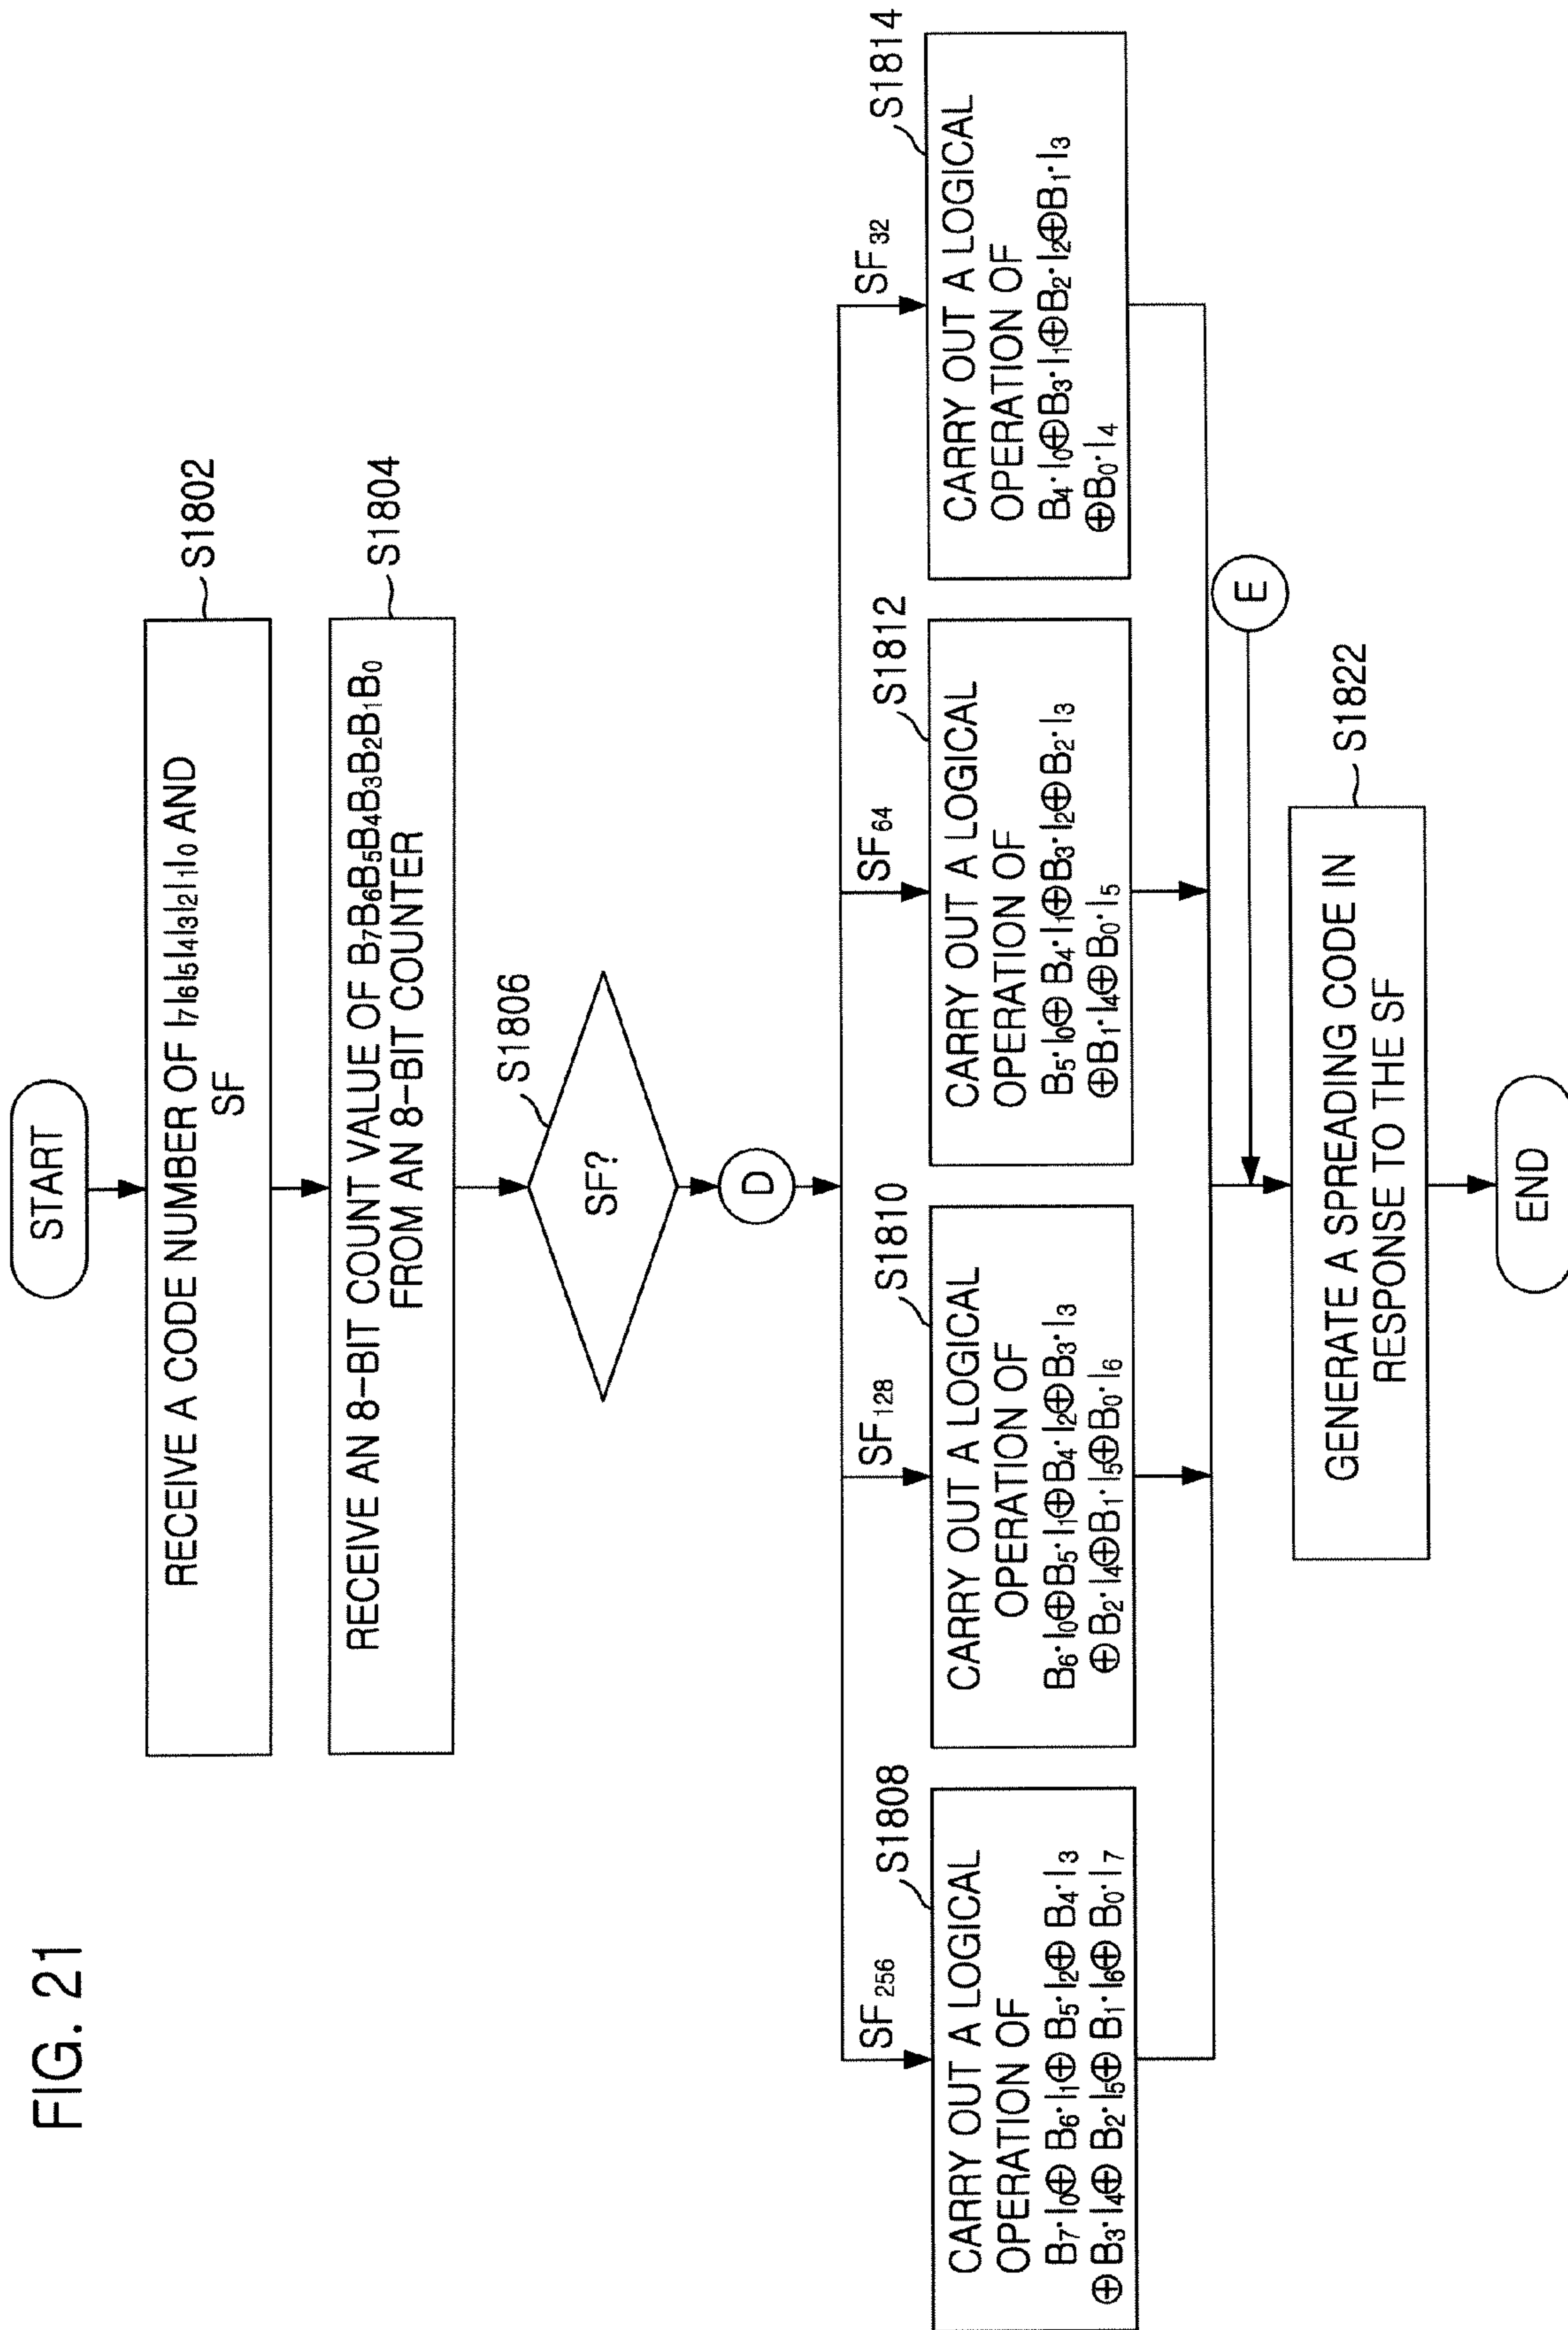 FIG. 21
START
RECEIVE A CODE NUMBER OF I₇I₆I₅I₄I₃I₂I₁I₀ AND
SF
S1802
RECEIVE AN 8-BIT COUNT VALUE OF B₇B₆B₅B₄B₃B₂B₁B₀
FROM AN 8-BIT COUNTER
S1804
SF?
S1806
D
SF₂₅₆
S1808
CARRY OUT A LOGICAL
OPERATION OF
B₇·I₀⊕B₆·I₁⊕B₅·I₂⊕B₄·I₃
⊕B₃·I₄⊕B₂·I₅⊕B₁·I₆⊕B₀·I₇
SF₁₂₈
S1810
CARRY OUT A LOGICAL
OPERATION OF
B₆·I₀⊕B₅·I₁⊕B₄·I₂⊕B₃·I₃
⊕B₂·I₄⊕B₁·I₅⊕B₀·I₆
SF₆₄
S1812
CARRY OUT A LOGICAL
OPERATION OF
B₅·I₀⊕B₄·I₁⊕B₃·I₂⊕B₂·I₃
⊕B₁·I₄⊕B₀·I₅
SF₃₂
S1814
CARRY OUT A LOGICAL
OPERATION OF
B₄·I₀⊕B₃·I₁⊕B₂·I₂⊕B₁·I₃
⊕B₀·I₄
E
GENERATE A SPREADING CODE IN
RESPONSE TO THE SF
S1822
END